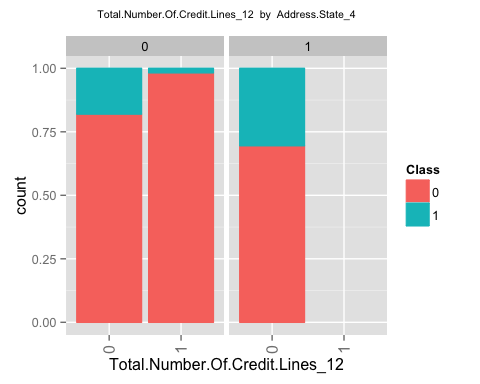 Total.Number.Of.Credit.Lines_12 by Address.State_4
0 1
1.00
0.75
0.50
0.25
0.00
count
0 1 0 1
Total.Number.Of.Credit.Lines_12
Class
0
1